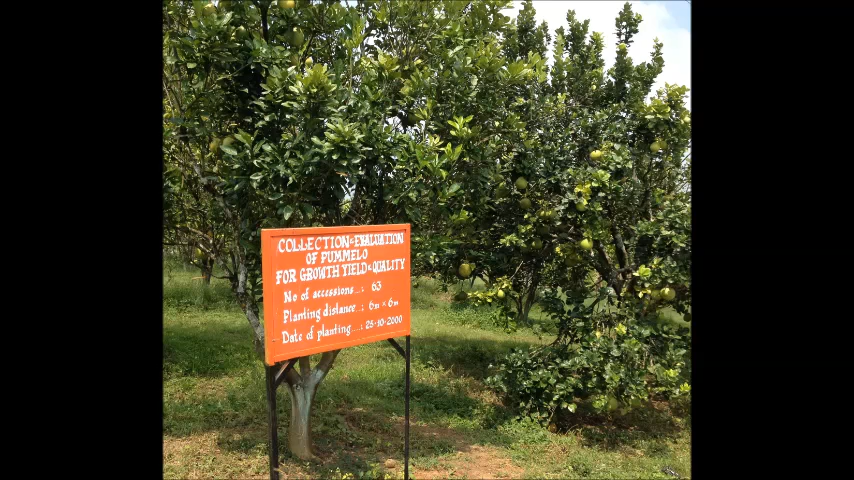 COLLECTION & EVALUATION
OF PUMMELO
FOR GROWTH YIELD & QUALITY
No of accessions...: 63
Planting distance...: 6m × 6m
Date of planting....: 25-10-2000